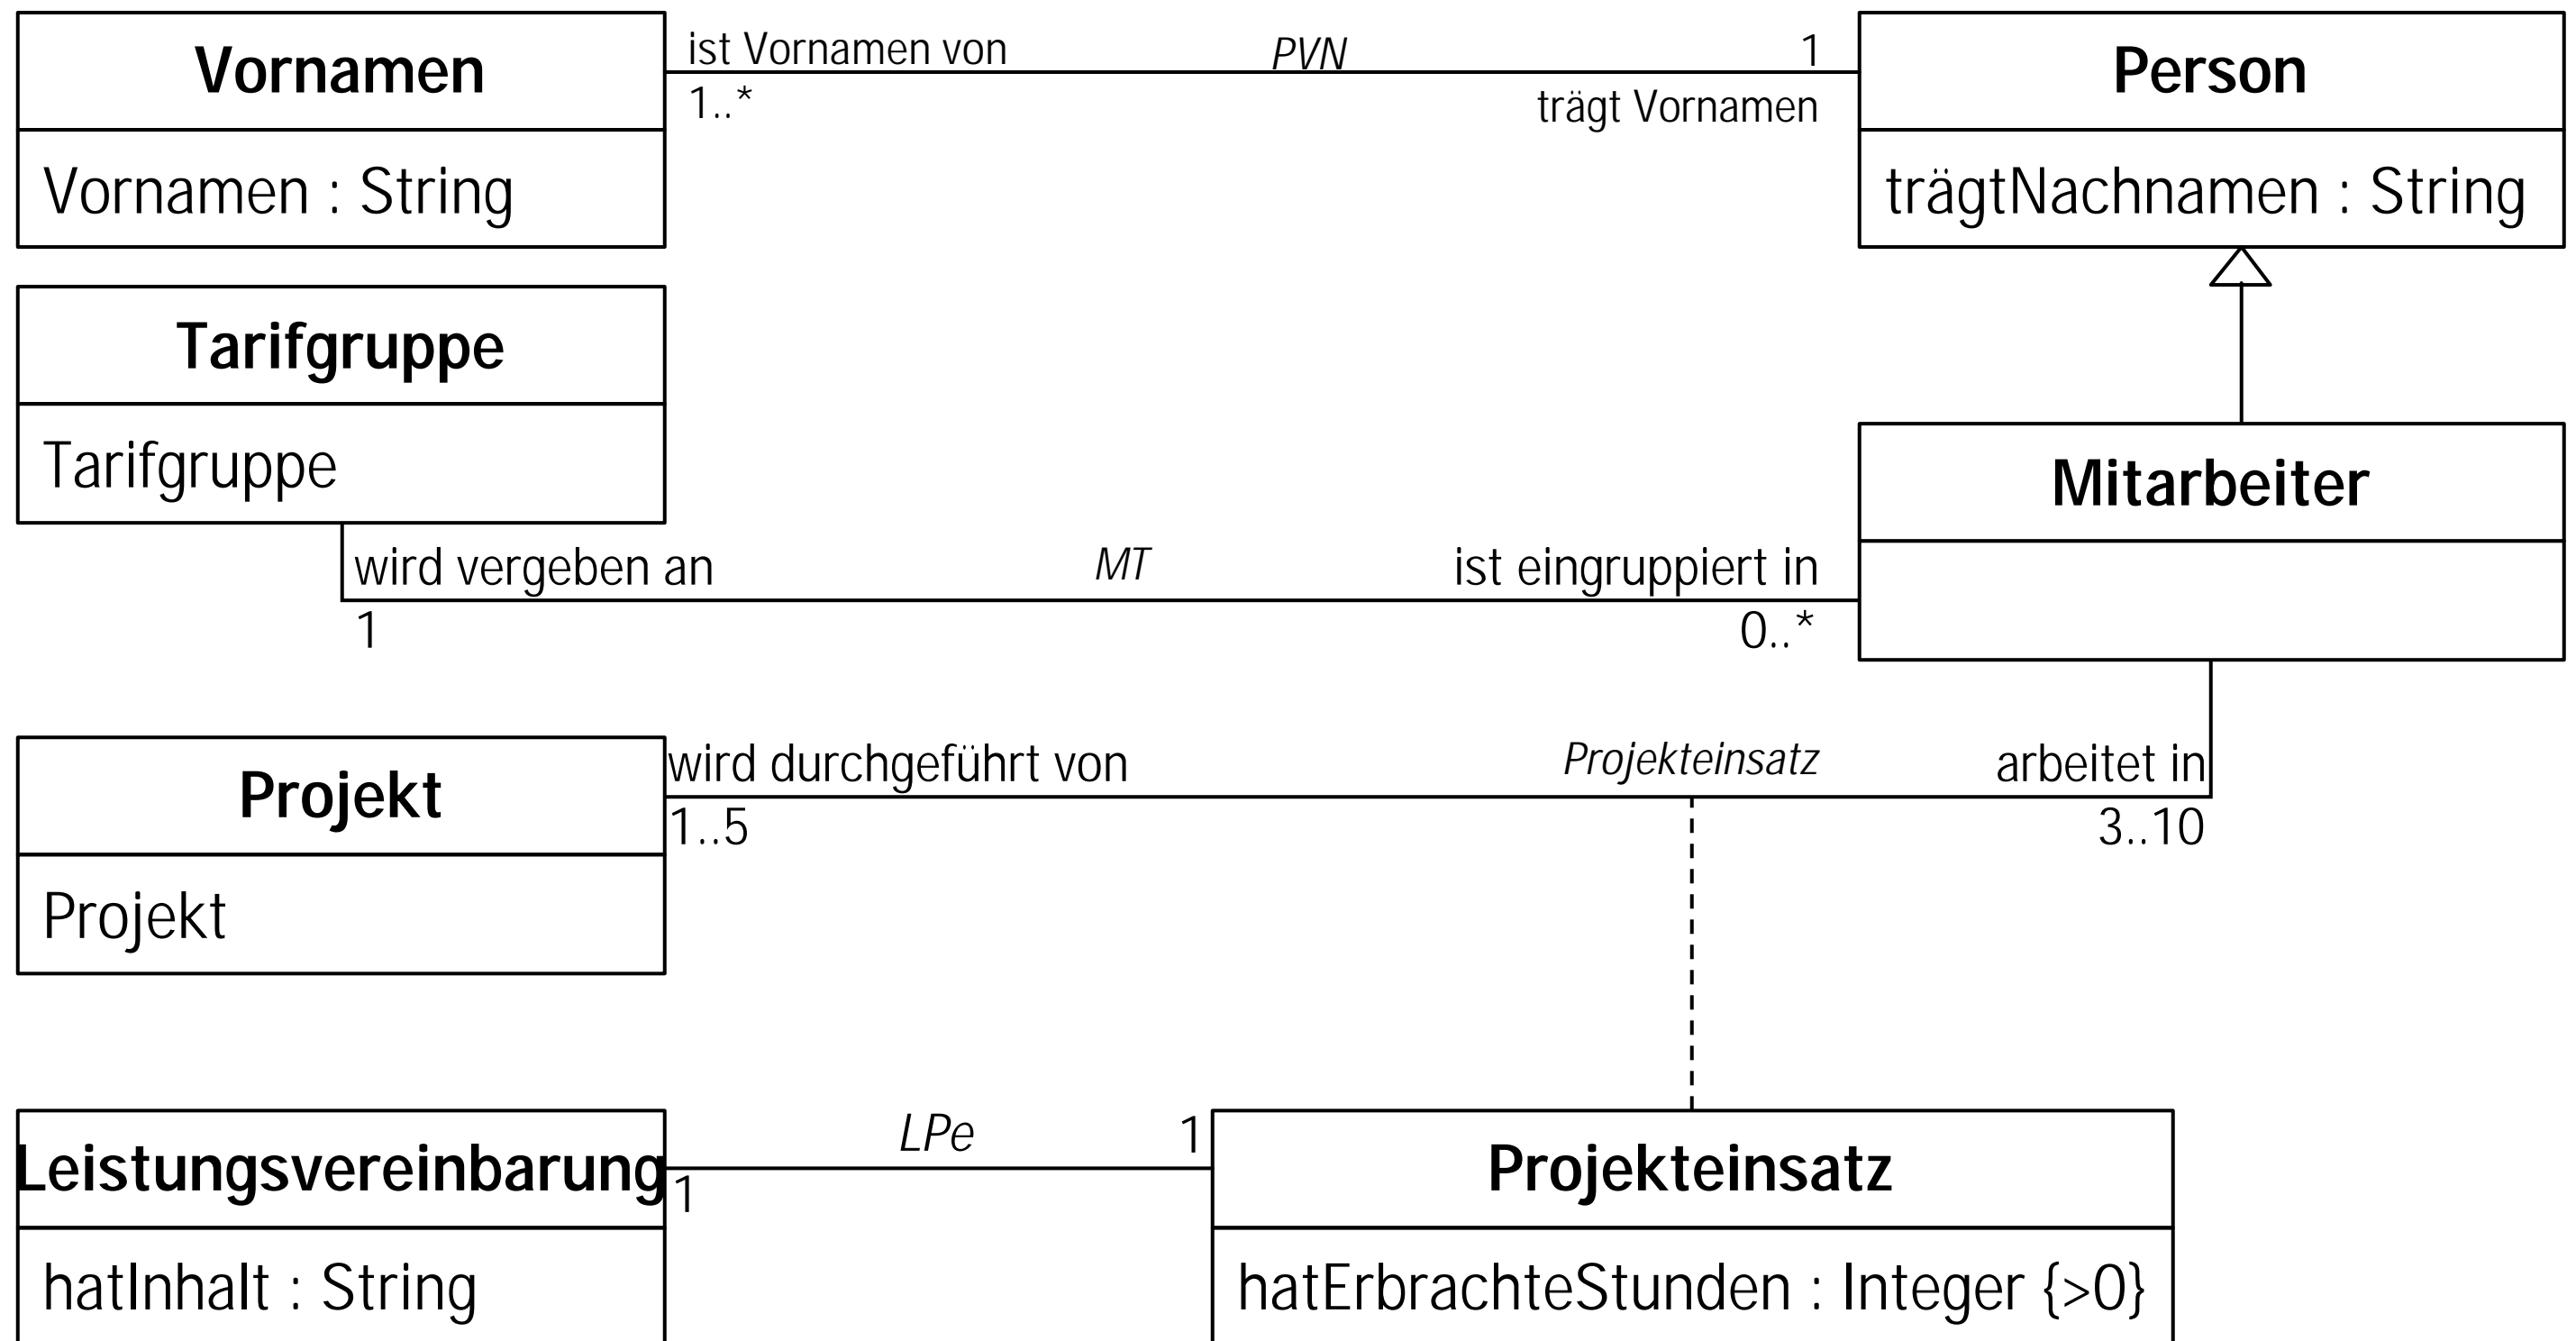 Vornamen
Vornamen : String
ist Vornamen von
PVN
1
1..*
trägt Vornamen
Person
trägtNachnamen : String
Tarifgruppe
Tarifgruppe
Mitarbeiter
wird vergeben an
MT
ist eingruppiert in
1
0..*
Projekt
Projekt
wird durchgeführt von
Projekteinsatz
arbeitet in
1..5
3..10
Leistungsvereinbarung
hatInhalt : String
LPe
1
1
Projekteinsatz
hatErbrachteStunden : Integer {>0}